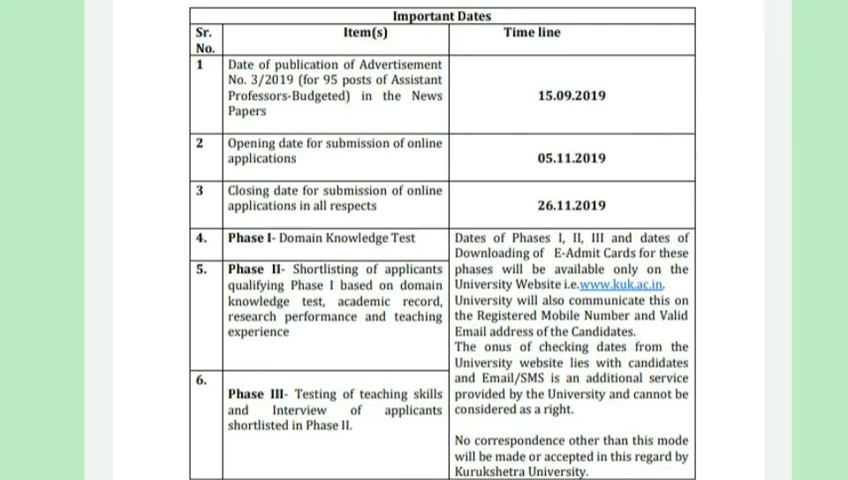 Important Dates
Sr. No.
Item(s)
Time line
1
Date of publication of Advertisement
No. 3/2019 (for 95 posts of Assistant
Professors-Budgeted) in the News
Papers
15.09.2019
2
Opening date for submission of online
applications
05.11.2019
3
Closing date for submission of online
applications in all respects
26.11.2019
4.
Phase I- Domain Knowledge Test
5.
Phase II- Shortlisting of applicants
qualifying Phase I based on domain
knowledge test, academic record,
research performance and teaching
experience
6.
Phase III- Testing of teaching skills
and Interview of applicants
shortlisted in Phase II.
Dates of Phases I, II, III and dates of
Downloading of E-Admit Cards for these
phases will be available only on the
University Website i.e.www.kuk.ac.in.
University will also communicate this on
the Registered Mobile Number and Valid
Email address of the Candidates.
The onus of checking dates from the
University website lies with candidates
and Email/SMS is an additional service
provided by the University and cannot be
considered as a right.
No correspondence other than this mode
will be made or accepted in this regard by
Kurukshetra University.